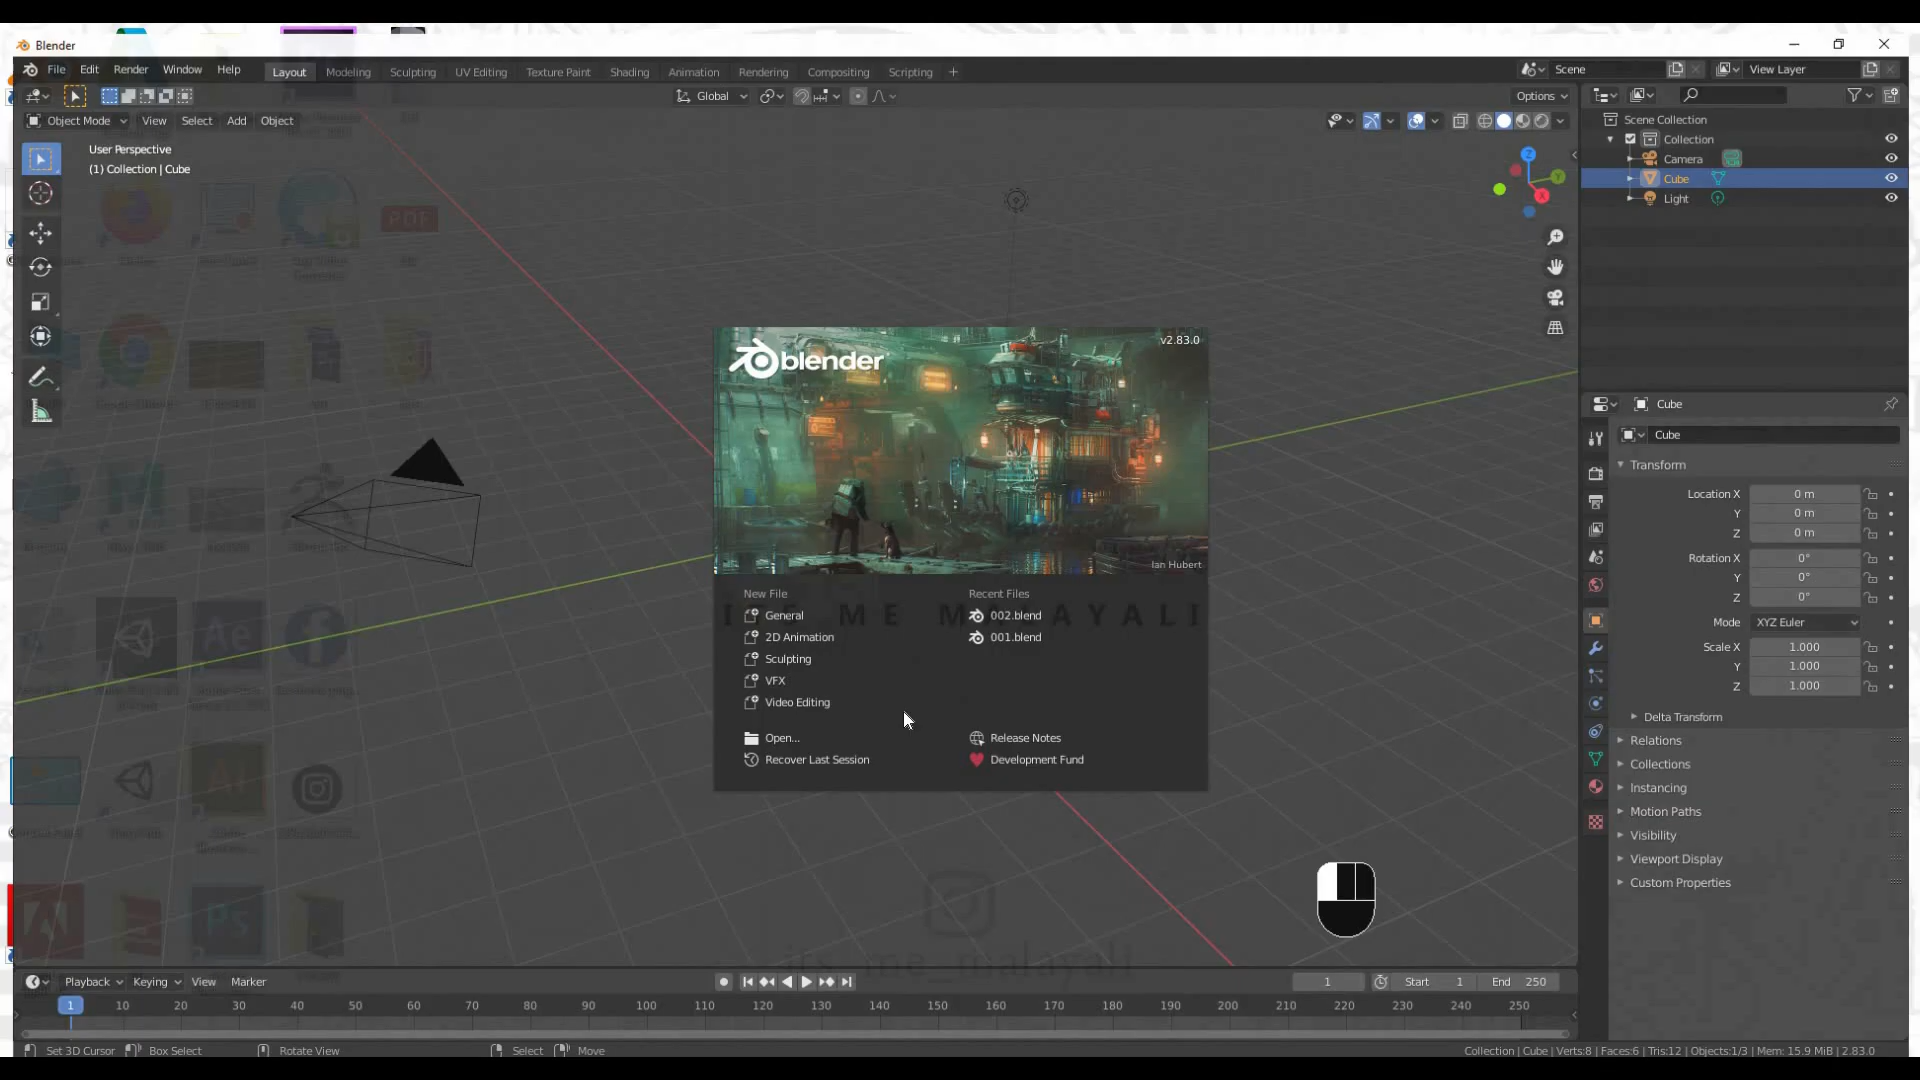 Blender
File Edit Render Window Help
Layout Modeling Sculpting UV Editing Texture Paint Shading Animation Rendering Compositing Scripting +
Scene View Layer
Global Options
Object Mode View Select Add Object
User Perspective
(1) Collection | Cube
Z
Y
X
Scene Collection
Collection
Camera
Cube
Light
PDF
blender
v2.83.0
Ian Hubert
New File
General
2D Animation
Sculpting
VFX
Video Editing
Open...
Recover Last Session
Recent Files
002.blend
001.blend
Release Notes
Development Fund
ITS ME MALAYALI
its_me_malayali
Ae
Ai
Ps
Cube
Cube
Transform
Location X 0 m
Y 0 m
Z 0 m
Rotation X 0°
Y 0°
Z 0°
Mode XYZ Euler
Scale X 1.000
Y 1.000
Z 1.000
Delta Transform
Relations
Collections
Instancing
Motion Paths
Visibility
Viewport Display
Custom Properties
Playback Keying View Marker
1 Start 1 End 250
1 10 20 30 40 50 60 70 80 90 100 110 120 130 140 150 160 170 180 190 200 210 220 230 240 250
Set 3D Cursor Box Select Rotate View Select Move
Collection | Cube | Verts:8 | Faces:6 | Tris:12 | Objects:1/3 | Mem: 15.9 MiB | 2.83.0